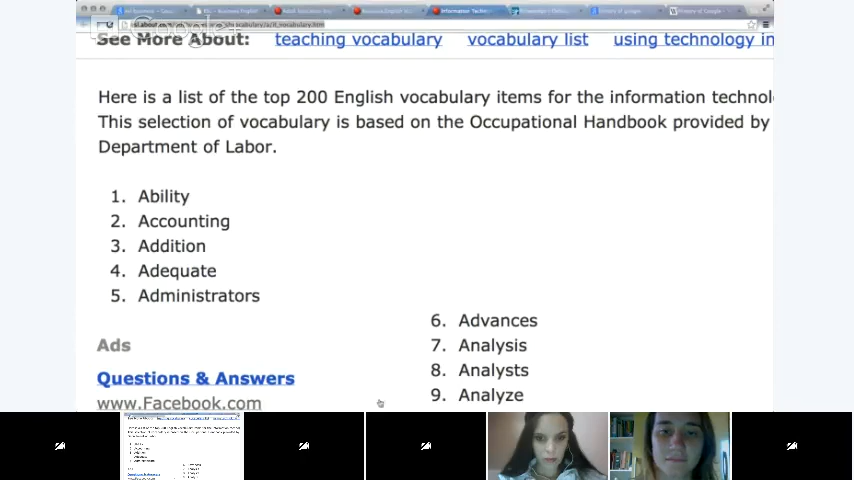 See More About: teaching vocabulary vocabulary list using technology in
Here is a list of the top 200 English vocabulary items for the information technol
This selection of vocabulary is based on the Occupational Handbook provided by
Department of Labor.
1. Ability
2. Accounting
3. Addition
4. Adequate
5. Administrators
6. Advances
Ads
7. Analysis
8. Analysts
Questions & Answers
9. Analyze
www.Facebook.com